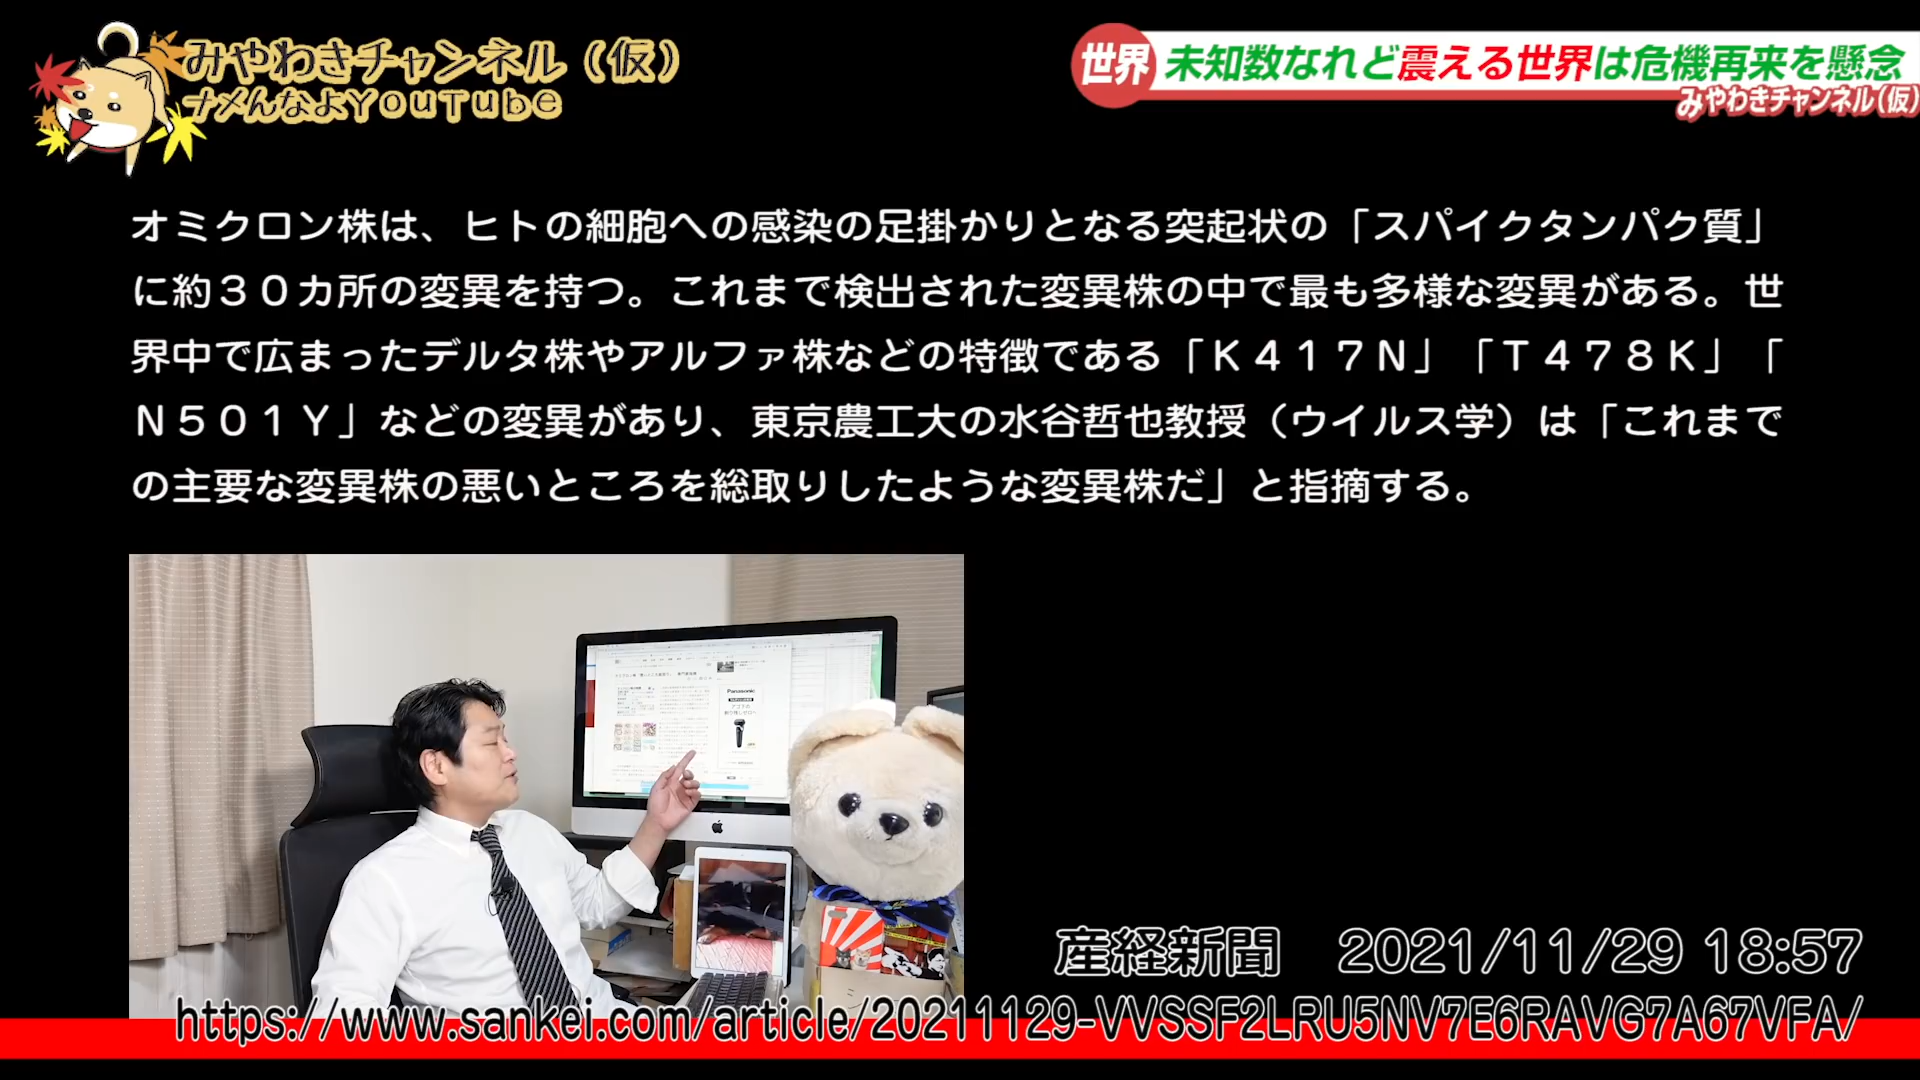 みやわきチャンネル（仮）
ナメんなよYouTube
世界 未知数なれど震える世界は危機再来を懸念
みやわきチャンネル（仮）
オミクロン株は、ヒトの細胞への感染の足掛かりとなる突起状の「スパイクタンパク質」
に約３０カ所の変異を持つ。これまで検出された変異株の中で最も多様な変異がある。世
界中で広まったデルタ株やアルファ株などの特徴である「Ｋ４１７Ｎ」「Ｔ４７８Ｋ」「
Ｎ５０１Ｙ」などの変異があり、東京農工大の水谷哲也教授（ウイルス学）は「これまで
の主要な変異株の悪いところを総取りしたような変異株だ」と指摘する。
Panasonic
産経新聞　2021/11/29 18:57
https://www.sankei.com/article/20211129-VVSSF2LRU5NV7E6RAVG7A67VFA/